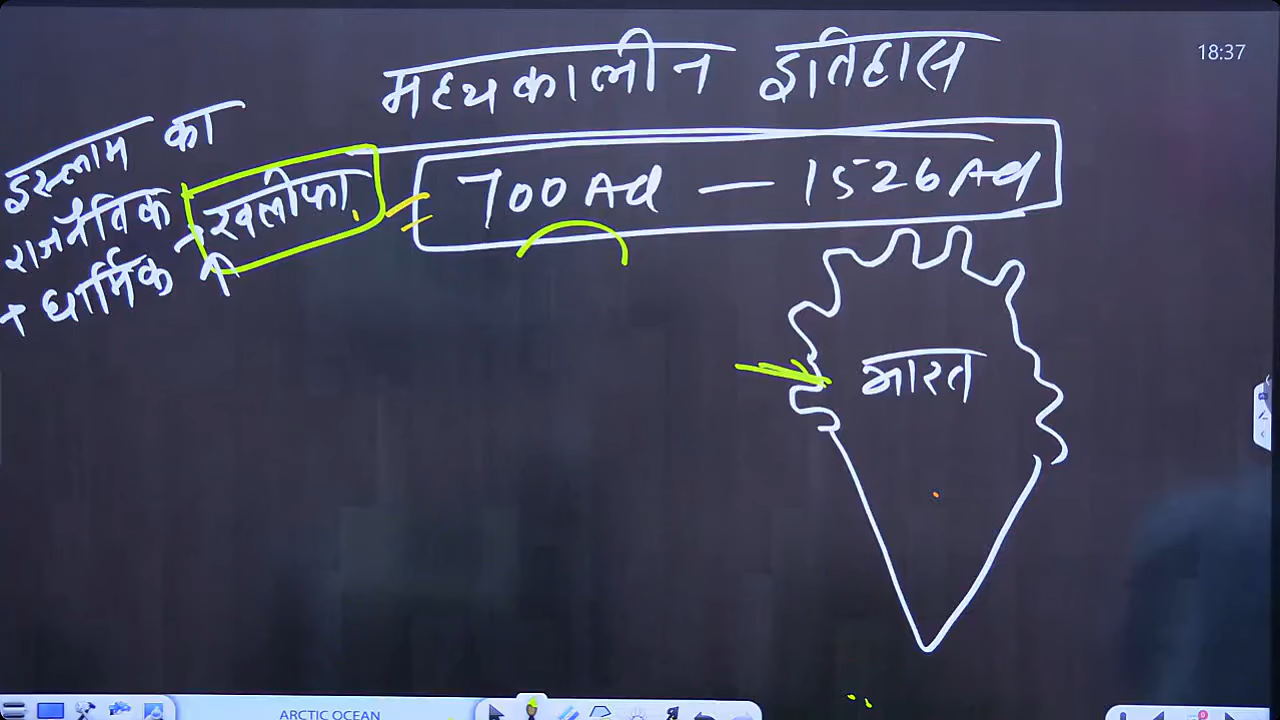 मध्यकालीन इतिहास
18:37
700 Ad — 1526 Ad
इस्लाम का
राजनैतिक
+ धार्मिक → खलीफा
भारत
ARCTIC OCEAN